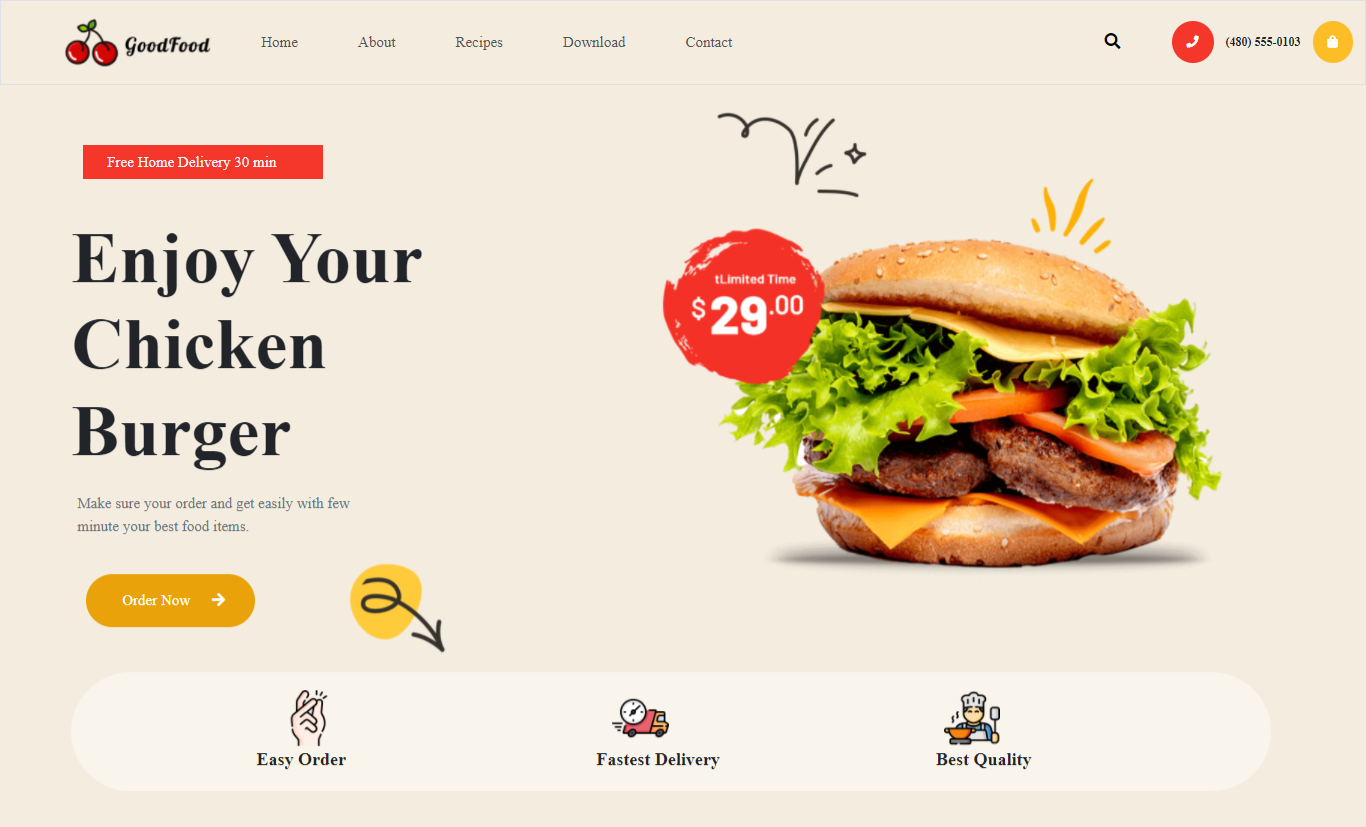 GoodFood
Home
About
Recipes
Download
Contact
(480) 555-0103
Free Home Delivery 30 min
Enjoy Your
Chicken
Burger
Make sure your order and get easily with few
minute your best food items.
Order Now
tLimited Time
$29.00
Easy Order
Fastest Delivery
Best Quality